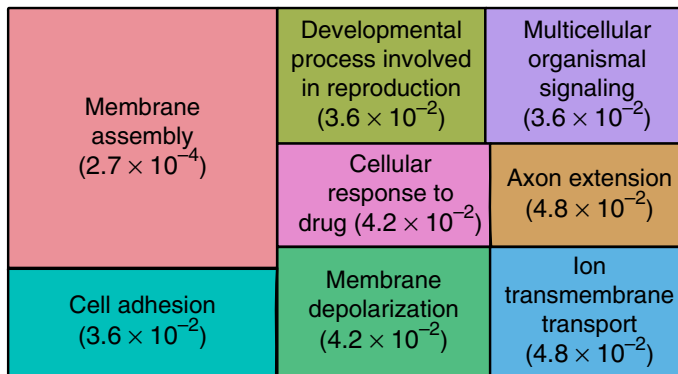 Membrane
assembly
(2.7 × 10⁻⁴)
Cell adhesion
(3.6 × 10⁻²)
Developmental
process involved
in reproduction
(3.6 × 10⁻²)
Multicellular
organismal
signaling
(3.6 × 10⁻²)
Cellular
response to
drug (4.2 × 10⁻²)
Axon extension
(4.8 × 10⁻²)
Membrane
depolarization
(4.2 × 10⁻²)
Ion
transmembrane
transport
(4.8 × 10⁻²)